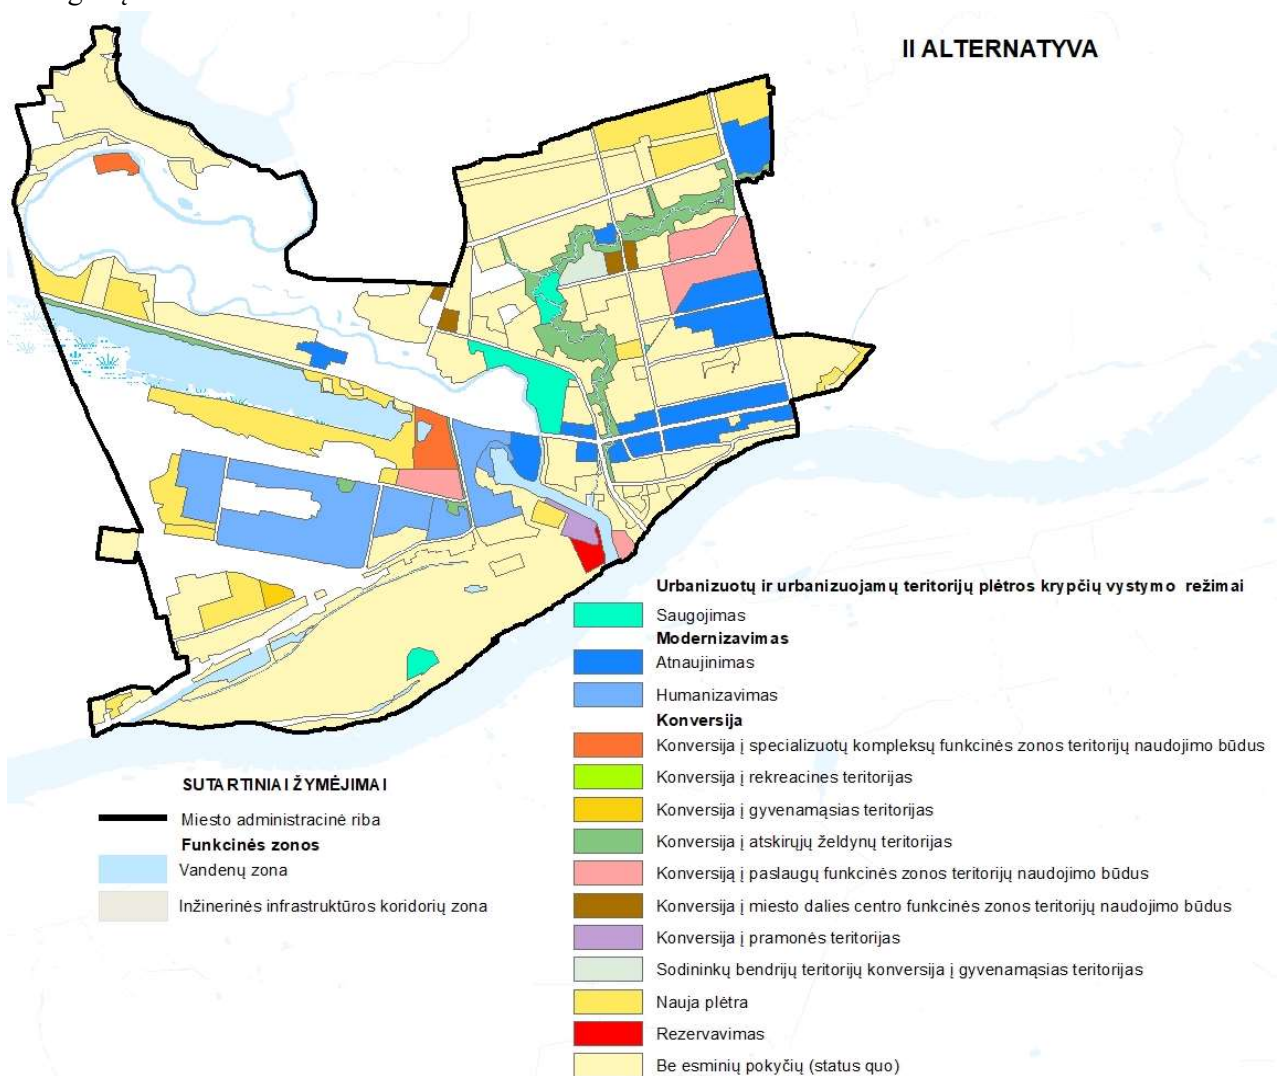 II ALTERNATYVA
Urbanizuotų ir urbanizuojamų teritorijų plėtros krypčių vystymo režimai
Saugojimas
Modernizavimas
Atnaujinimas
Humanizavimas
Konversija
Konversija į specializuotų kompleksų funkcinės zonos teritorijų naudojimo būdus
Konversija į rekreacines teritorijas
Konversija į gyvenamąsias teritorijas
Konversija į atskirųjų želdynų teritorijas
Konversiją į paslaugų funkcinės zonos teritorijų naudojimo būdus
Konversija į miesto dalies centro funkcinės zonos teritorijų naudojimo būdus
Konversija į pramonės teritorijas
Sodininkų bendrijų teritorijų konversija į gyvenamąsias teritorijas
Nauja plėtra
Rezervavimas
Be esminių pokyčių (status quo)
SUTARTINIAI ŽYMĖJIMAI
Miesto administracinė riba
Funkcinės zonos
Vandenų zona
Inžinerinės infrastruktūros koridorių zona